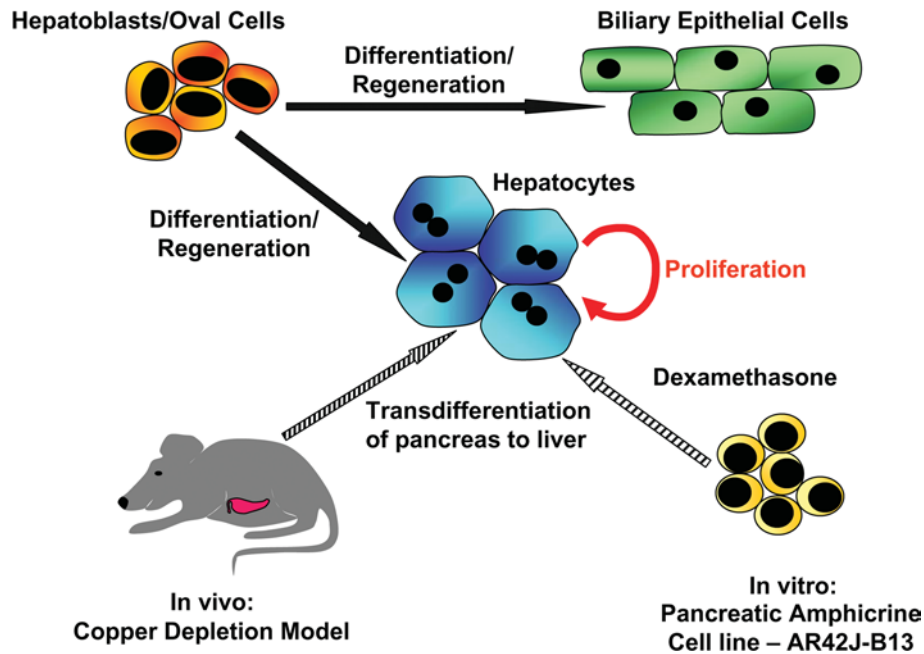 Hepatoblasts/Oval Cells
Biliary Epithelial Cells
Differentiation/
Regeneration
Hepatocytes
Differentiation/
Regeneration
Proliferation
Dexamethasone
Transdifferentiation
of pancreas to liver
In vivo:
Copper Depletion Model
In vitro:
Pancreatic Amphicrine
Cell line – AR42J-B13